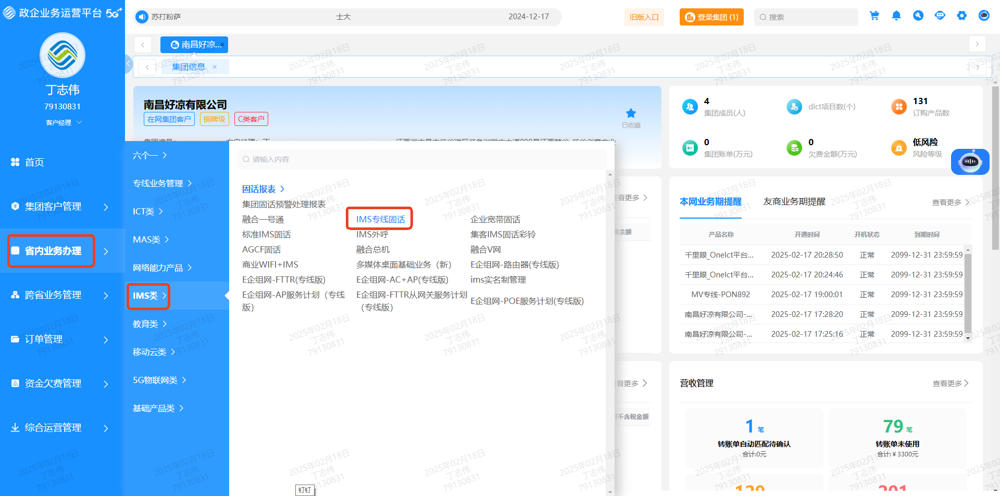 政企业务运营平台 5G++
苏打粉萨
士大
2024-12-17
旧版入口
登录集团 (1)
搜索
丁志伟
79130831
客户经理
首页
集团客户管理
省内业务办理
跨省业务管理
订单管理
资金欠费管理
综合运营管理
南昌好凉...
×
集团信息 ×
南昌好凉有限公司
在网集团客户
铜牌级
C类客户
已收藏
4
集团成员(人)
dict项目数(个)
131
订购产品数
0
集团账单(万元)
0
欠费金额(万元)
低风险
风险等级
六个一
专线业务管理
ICT类
MAS类
网络能力产品
IMS类
教育类
移动云类
5G物联网类
基础产品类
请输入内容
固话报表
集团固话预警处理报表
融合一号通
IMS专线固话
企业宽带固话
标准IMS固话
IMS外呼
集客IMS固话彩铃
AGCF固话
融合总机
融合V网
商业WIFI+IMS
多媒体桌面基础业务（新）
E企组网-路由器(专线版)
E企组网-FTTR(专线版)
E企组网-AC+AP(专线版)
ims实名制管理
E企组网-AP服务计划（专线
版）
E企组网-FTTR从网关服务计划
（专线版）
E企组网-POE服务计划(专线版)
钉钉
查看更多
余额
查看更多
不含税金额
本网业务期提醒
友商业务期提醒
查看更多
产品名称 开通时间 开机状态 到期时间
千里眼_OneIct平台... 2025-02-17 20:28:50 正常 2099-12-31 23:59:59
千里眼_OneIct平台... 2025-02-17 20:24:46 正常 2099-12-31 23:59:59
MV专线-PON892 2025-02-17 19:00:01 正常 2099-12-31 23:59:59
南昌好凉有限公司-... 2025-02-17 17:28:20 正常 2099-12-31 23:59:59
南昌好凉有限公司-... 2025-02-17 17:25:16 正常 2099-12-31 23:59:59
营收管理
查看更多
1 笔
转账单自动匹配待确认
合计:0元
79 笔
转账单未使用
合计:￥3300元
2025年02月18日
丁志伟
79130831